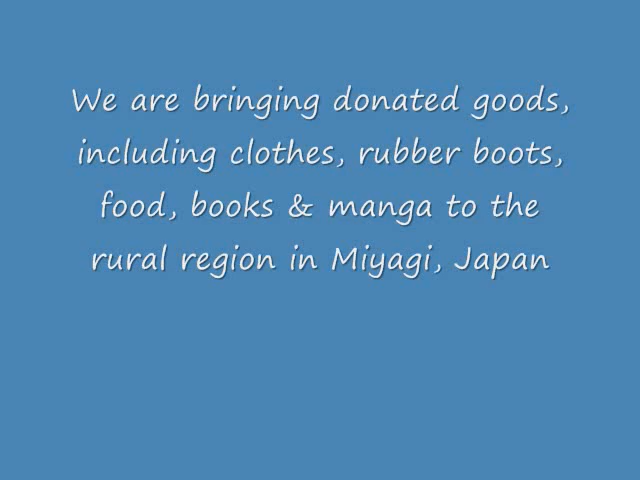 We are bringing donated goods,
including clothes, rubber boots,
food, books & manga to the
rural region in Miyagi, Japan